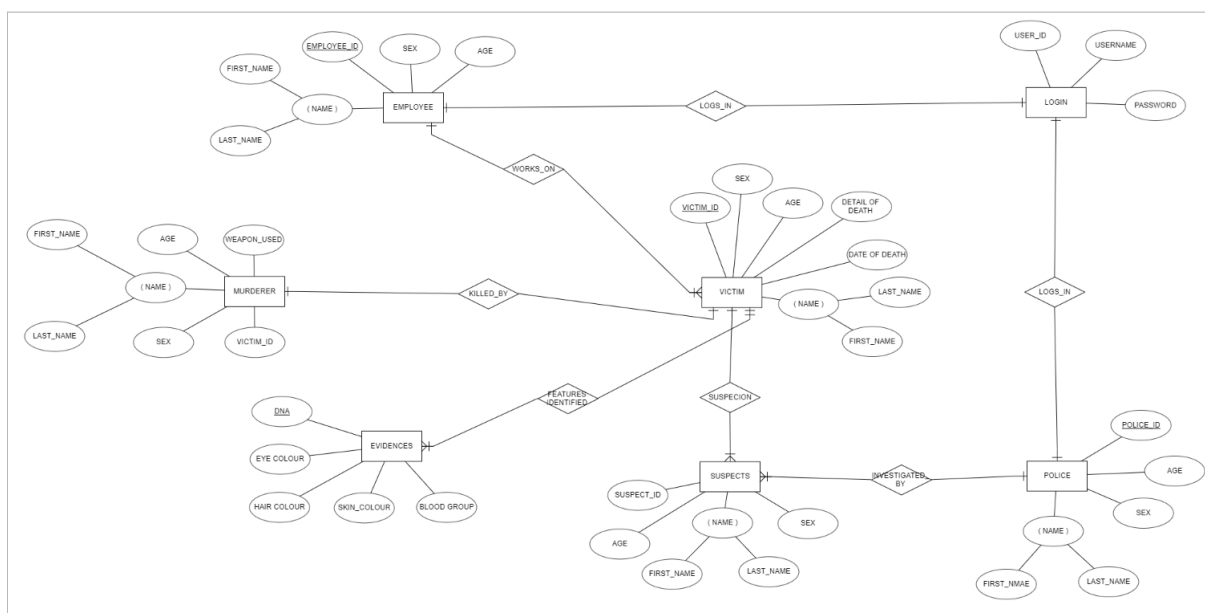 USER_ID
EMPLOYEE_ID
SEX
USERNAME
AGE
FIRST_NAME
( NAME )
EMPLOYEE
LOGS_IN
LOGIN
PASSWORD
LAST_NAME
WORKS_ON
SEX
VICTIM_ID
AGE
DETAIL OF
DEATH
FIRST_NAME
AGE
WEAPON_USED
DATE OF DEATH
( NAME )
MURDERER
KILLED_BY
VICTIM
LAST_NAME
( NAME )
LOGS_IN
LAST_NAME
SEX
VICTIM_ID
FIRST_NAME
FEATURES
IDENTIFIED
SUSPECION
DNA
POLICE_ID
EVIDENCES
EYE COLOUR
AGE
SUSPECTS
INVESTIGATED_
BY
POLICE
SUSPECT_ID
HAIR COLOUR
SKIN_COLOUR
BLOOD GROUP
SEX
( NAME )
SEX
AGE
( NAME )
FIRST_NAME
LAST_NAME
FIRST_NMAE
LAST_NAME